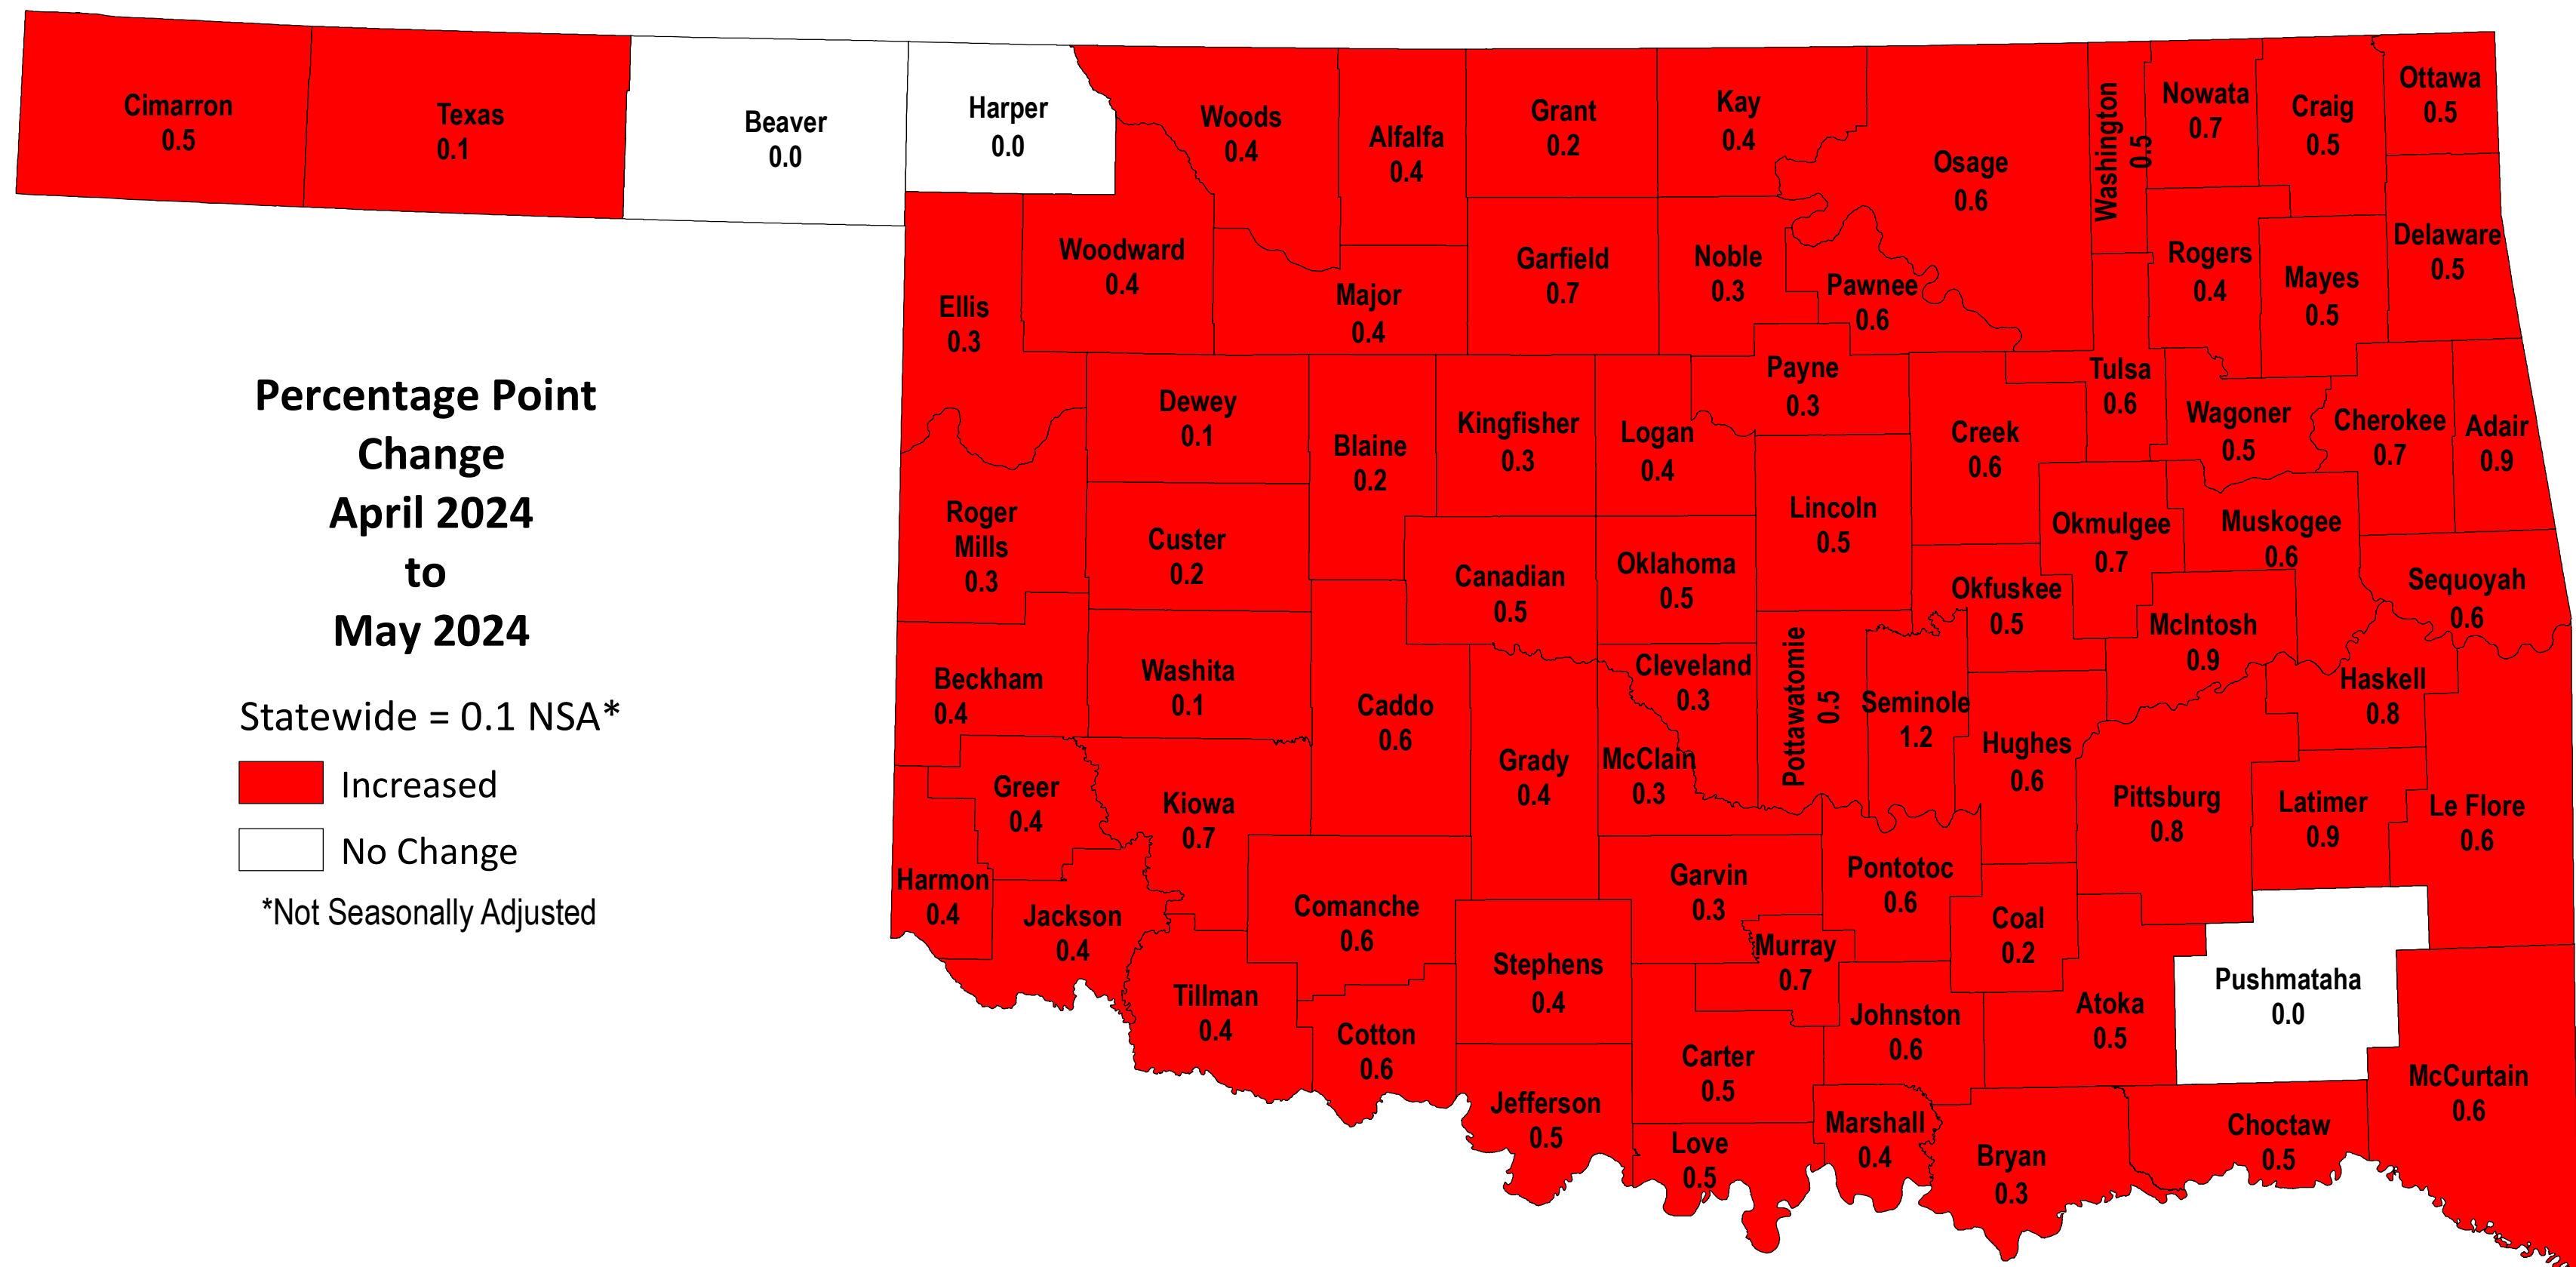 Cimarron
0.5
Texas
0.1
Beaver
0.0
Harper
0.0
Woods
0.4
Alfalfa
0.4
Grant
0.2
Kay
0.4
Osage
0.6
Washington
0.5
Nowata
0.7
Craig
0.5
Ottawa
0.5
Ellis
0.3
Woodward
0.4
Major
0.4
Garfield
0.7
Noble
0.3
Pawnee
0.6
Rogers
0.4
Mayes
0.5
Delaware
0.5
Percentage Point
Change
April 2024
to
May 2024
Statewide = 0.1 NSA*
Increased
No Change
*Not Seasonally Adjusted
Dewey
0.1
Blaine
0.2
Kingfisher
0.3
Logan
0.4
Payne
0.3
Creek
0.6
Tulsa
0.6
Wagoner
0.5
Cherokee
0.7
Adair
0.9
Roger
Mills
0.3
Custer
0.2
Canadian
0.5
Oklahoma
0.5
Lincoln
0.5
Okfuskee
0.5
Okmulgee
0.7
Muskogee
0.6
McIntosh
0.9
Sequoyah
0.6
Beckham
0.4
Washita
0.1
Caddo
0.6
Grady
0.4
Cleveland
0.3
McClain
0.3
Pottawatomie
0.5
Seminole
1.2
Hughes
0.6
Pittsburg
0.8
Haskell
0.8
Latimer
0.9
Le Flore
0.6
Greer
0.4
Kiowa
0.7
Harmon
0.4
Jackson
0.4
Comanche
0.6
Stephens
0.4
Garvin
0.3
Murray
0.7
Pontotoc
0.6
Coal
0.2
Tillman
0.4
Cotton
0.6
Jefferson
0.5
Carter
0.5
Love
0.5
Johnston
0.6
Marshall
0.4
Atoka
0.5
Bryan
0.3
Pushmataha
0.0
Choctaw
0.5
McCurtain
0.6